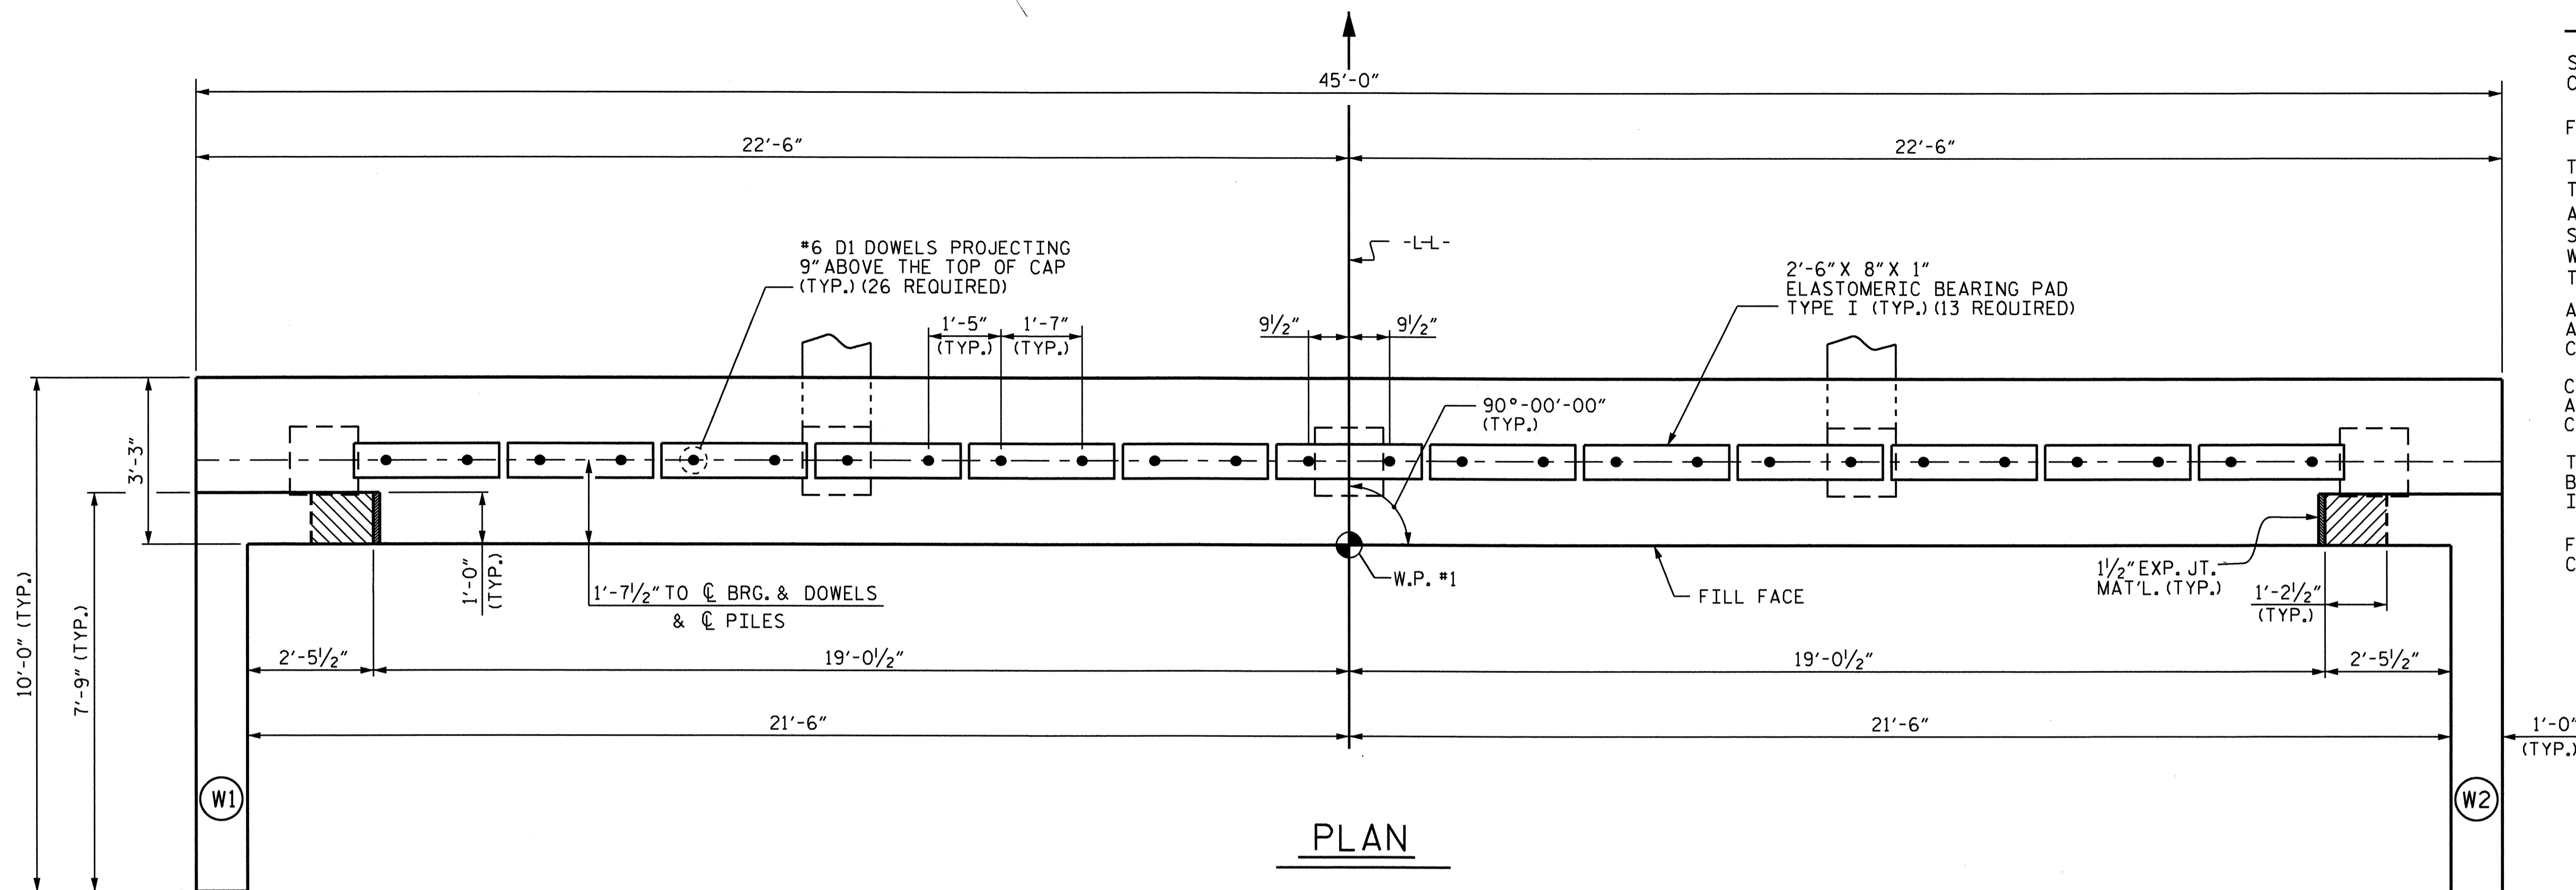 45'-0"
22'-6"
22'-6"
#6 D1 DOWELS PROJECTING
9" ABOVE THE TOP OF CAP
(TYP.) (26 REQUIRED)
-L-L-
2'-6" X 8" X 1"
ELASTOMERIC BEARING PAD
TYPE I (TYP.) (13 REQUIRED)
1'-5"
(TYP.)
1'-7"
(TYP.)
9½"
9½"
90°-00'-00"
(TYP.)
3'-3"
10'-0" (TYP.)
7'-9" (TYP.)
1'-0"
(TYP.)
1'-7½" TO ℄ BRG. & DOWELS
& ℄ PILES
W.P. #1
FILL FACE
1½" EXP. JT.
MAT'L. (TYP.)
1'-2½"
(TYP.)
2'-5½"
19'-0½"
19'-0½"
2'-5½"
21'-6"
21'-6"
1'-0"
(TYP.)
W1
W2
PLAN